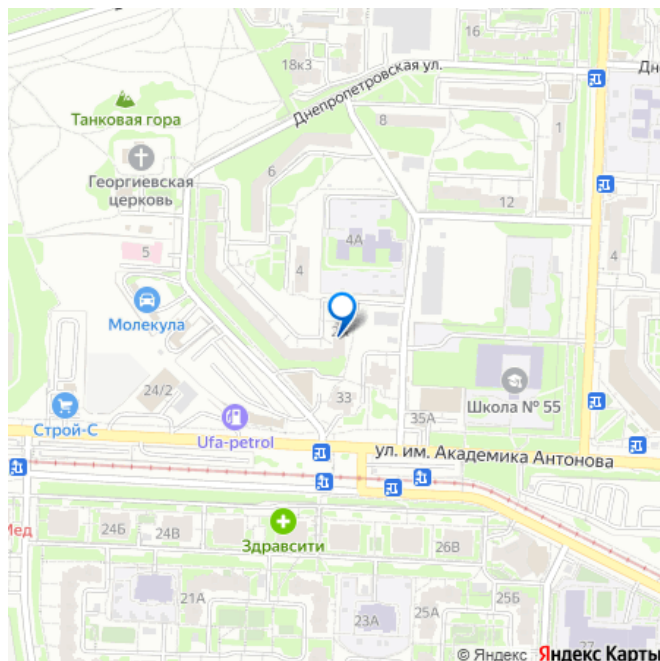 16
18к3
Днепропетровская ул.
Танковая гора
8
1
6
Георгиевская
церковь
12
4А
5
4
4
Молекула
24/2
33
Школа № 55
Строй-С
35А
Ufa-petrol
ул. им. Академика Антонова
24Б
24В
Здравсити
26В
21А
23А
25А
25Б
27
© Яндекс
Яндекс Карты